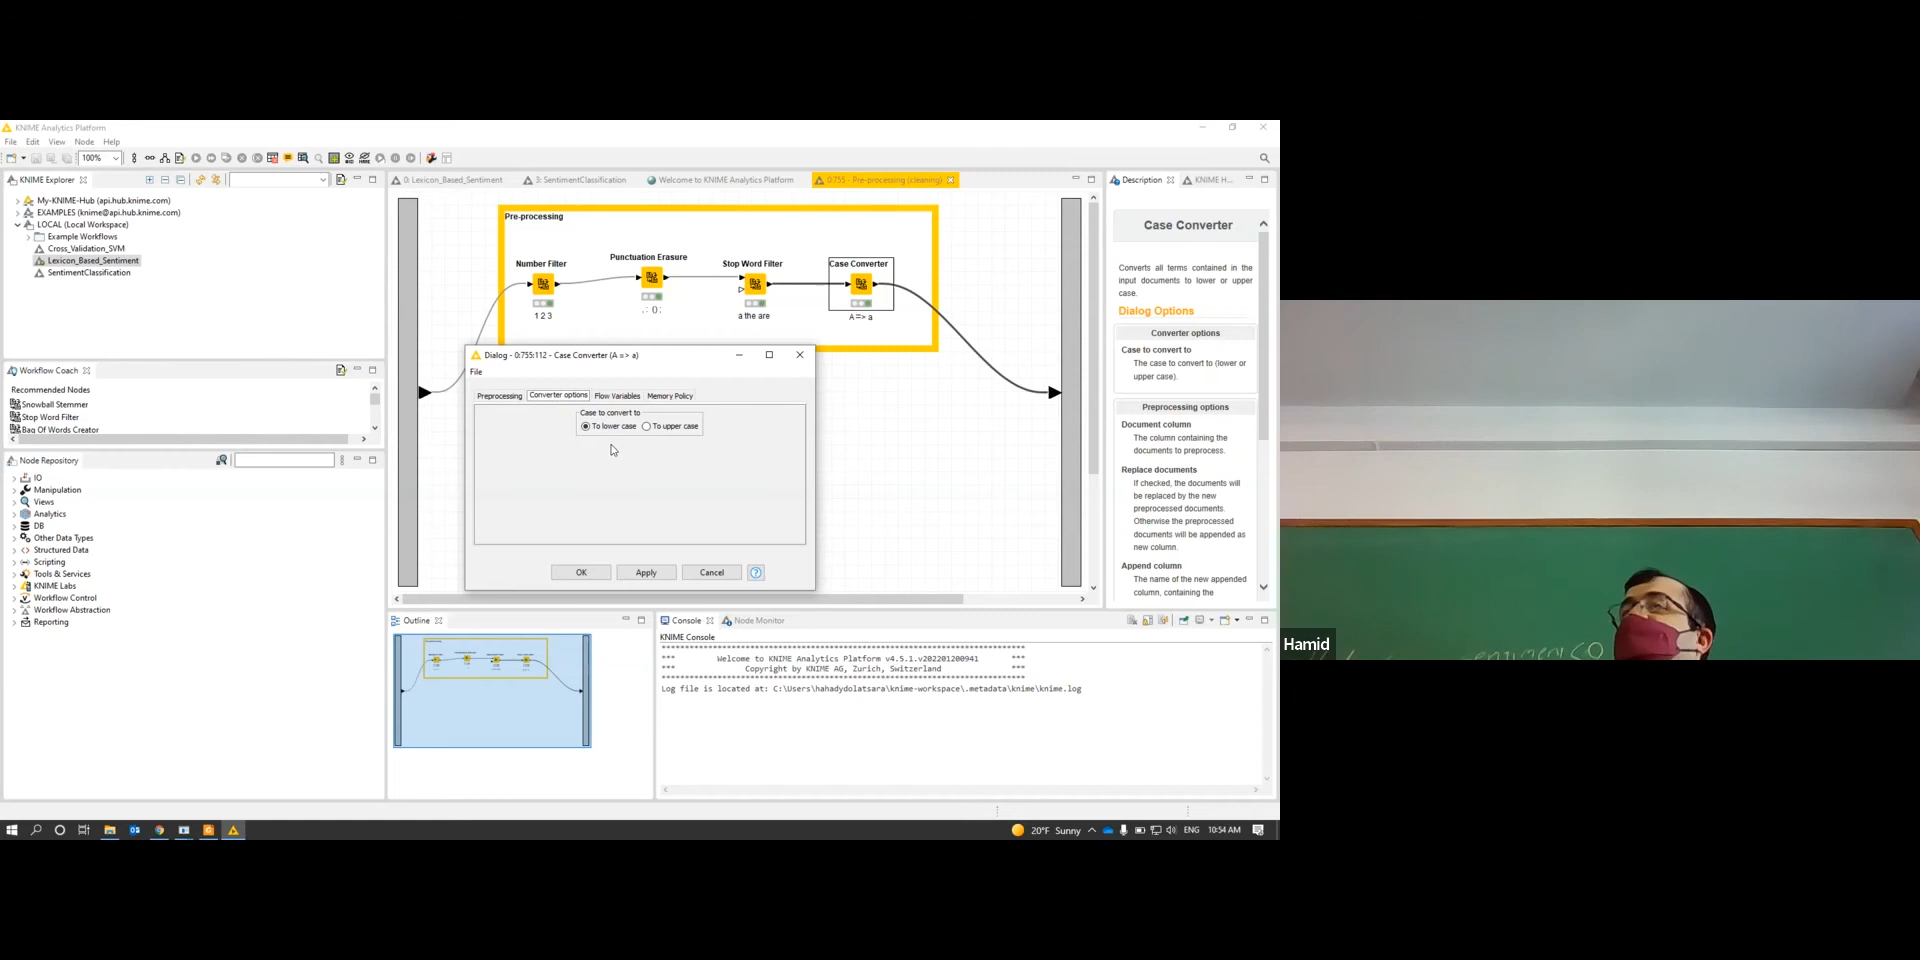 KNIME Analytics Platform
File Edit View Node Help
100%
KNIME Explorer
My-KNIME-Hub (api.hub.knime.com)
EXAMPLES (knime@api.hub.knime.com)
LOCAL (Local Workspace)
Example Workflows
Cross_Validation_SVM
Lexicon_Based_Sentiment
SentimentClassification
Workflow Coach
Recommended Nodes
Snowball Stemmer
Stop Word Filter
Bag Of Words Creator
Node Repository
IO
Manipulation
Views
Analytics
DB
Other Data Types
Structured Data
Scripting
Tools & Services
KNIME Labs
Workflow Control
Workflow Abstraction
Reporting
0: Lexicon_Based_Sentiment
3: SentimentClassification
Welcome to KNIME Analytics Platform
0:755 - Pre-processing (cleaning)
Pre-processing
Number Filter
1 2 3
Punctuation Erasure
Stop Word Filter
a the are
Case Converter
A => a
Dialog - 0:755:112 - Case Converter (A => a)
File
Preprocessing Converter options Flow Variables Memory Policy
Case to convert to
To lower case To upper case
OK Apply Cancel
Description
KNIME H...
Case Converter
Converts all terms contained in the
input documents to lower or upper
case.
Dialog Options
Converter options
Case to convert to
The case to convert to (lower or
upper case).
Preprocessing options
Document column
The column containing the
documents to preprocess.
Replace documents
If checked, the documents will
be replaced by the new
preprocessed documents.
Otherwise the preprocessed
documents will be appended as
new column.
Append column
The name of the new appended
column, containing the
Outline
Console
Node Monitor
KNIME Console
*** Welcome to KNIME Analytics Platform v4.5.1.v202201200941 ***
*** Copyright by KNIME AG, Zurich, Switzerland ***
Log file is located at: C:\Users\hahadydolatsara\knime-workspace\.metadata\knime\knime.log
20°F Sunny
ENG
10:54 AM
Hamid